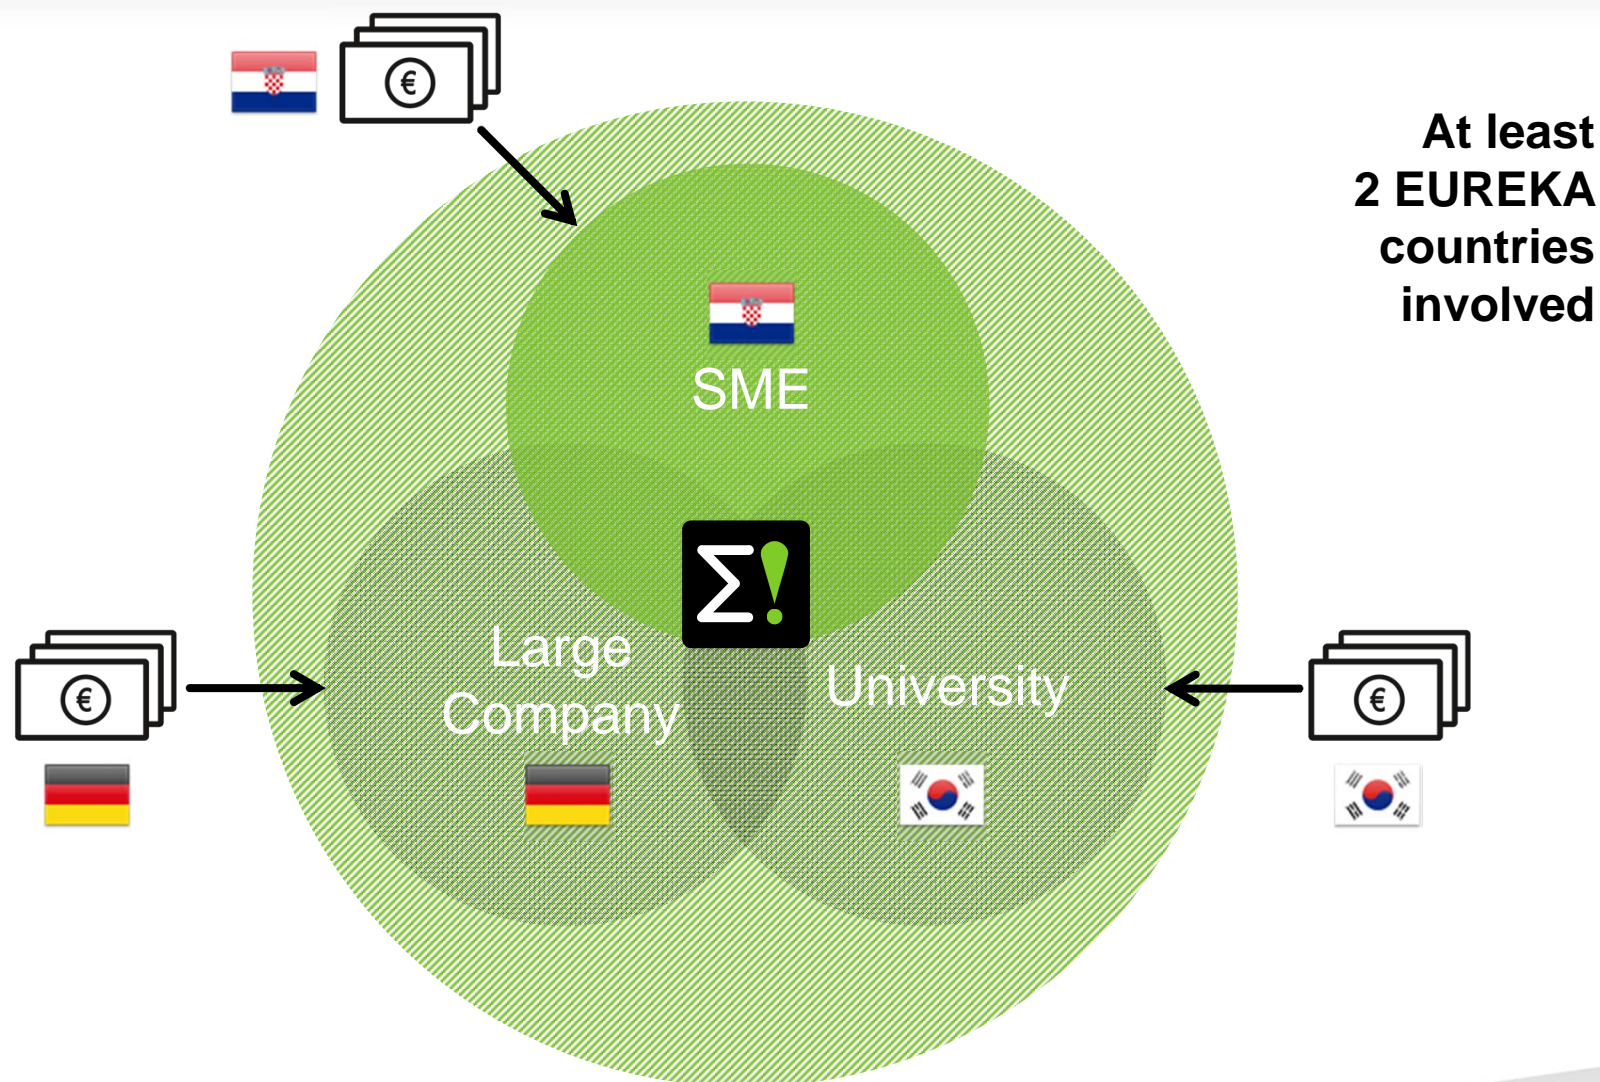 €
At least
2 EUREKA
countries
involved
SME
Σ!
Large
Company
University
€
€